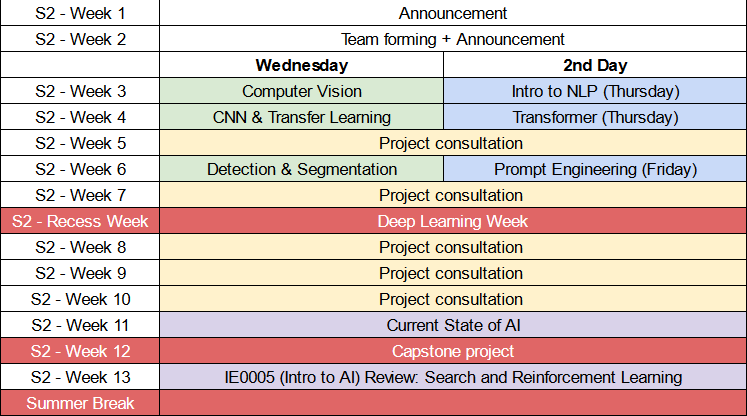 S2 - Week 1 Announcement
S2 - Week 2 Team forming + Announcement
Wednesday 2nd Day
S2 - Week 3 Computer Vision Intro to NLP (Thursday)
S2 - Week 4 CNN & Transfer Learning Transformer (Thursday)
S2 - Week 5 Project consultation
S2 - Week 6 Detection & Segmentation Prompt Engineering (Friday)
S2 - Week 7 Project consultation
S2 - Recess Week Deep Learning Week
S2 - Week 8 Project consultation
S2 - Week 9 Project consultation
S2 - Week 10 Project consultation
S2 - Week 11 Current State of AI
S2 - Week 12 Capstone project
S2 - Week 13 IE0005 (Intro to AI) Review: Search and Reinforcement Learning
Summer Break